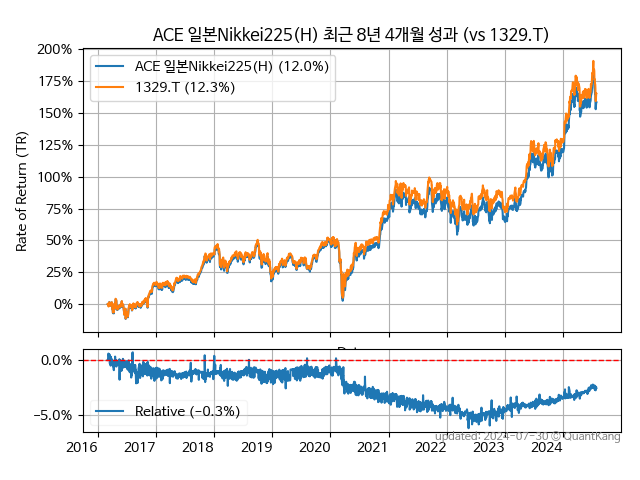 ACE 일본Nikkei225(H) 최근 8년 4개월 성과 (vs 1329.T)
Rate of Return (TR)
200%
175%
150%
125%
100%
75%
50%
25%
0%
ACE 일본Nikkei225(H) (12.0%)
1329.T (12.3%)
0.0%
−5.0%
Relative (−0.3%)
2016 2017 2018 2019 2020 2021 2022 2023 2024
updated: 2024-07-30 © QuantKang